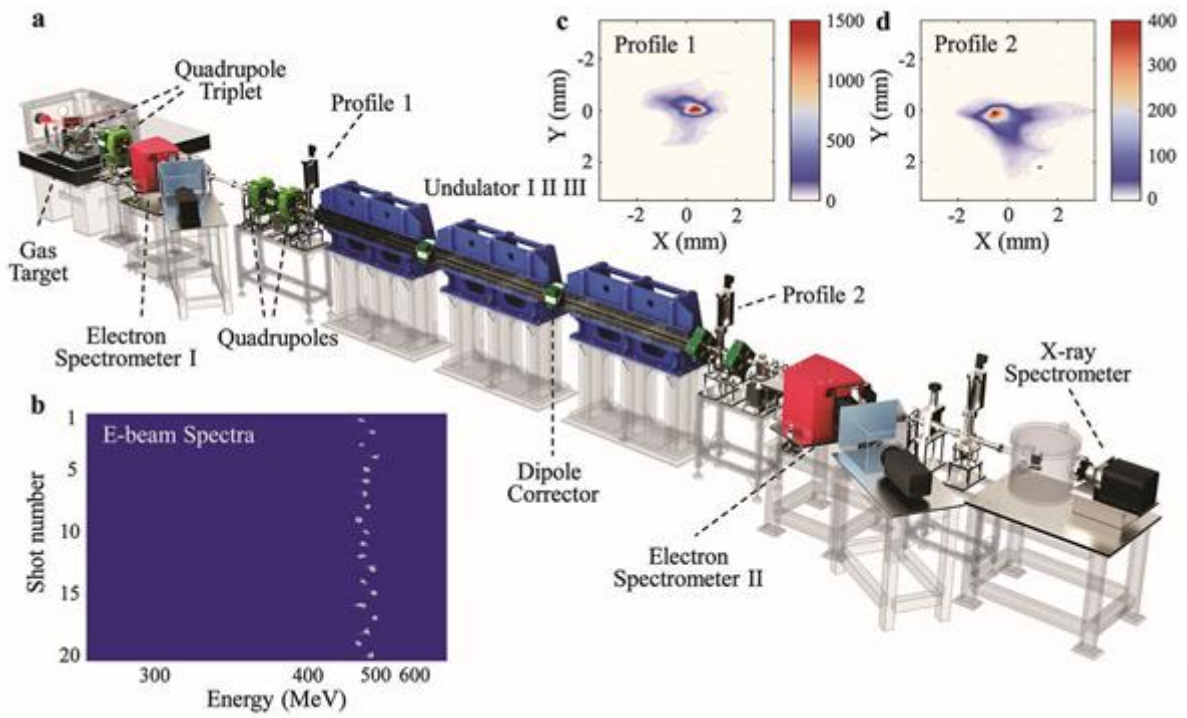 a
Quadrupole
Triplet
Profile 1
Undulator I II III
Gas
Target
Electron
Spectrometer I
Quadrupoles
Dipole
Corrector
Profile 2
Electron
Spectrometer II
X-ray
Spectrometer
b
E-beam Spectra
Shot number
1
5
10
15
20
300
400
500
600
Energy (MeV)
c
Profile 1
Y (mm)
-2
0
2
-2
0
2
X (mm)
1500
1000
500
0
d
Profile 2
Y (mm)
-2
0
2
-2
0
2
X (mm)
400
300
200
100
0